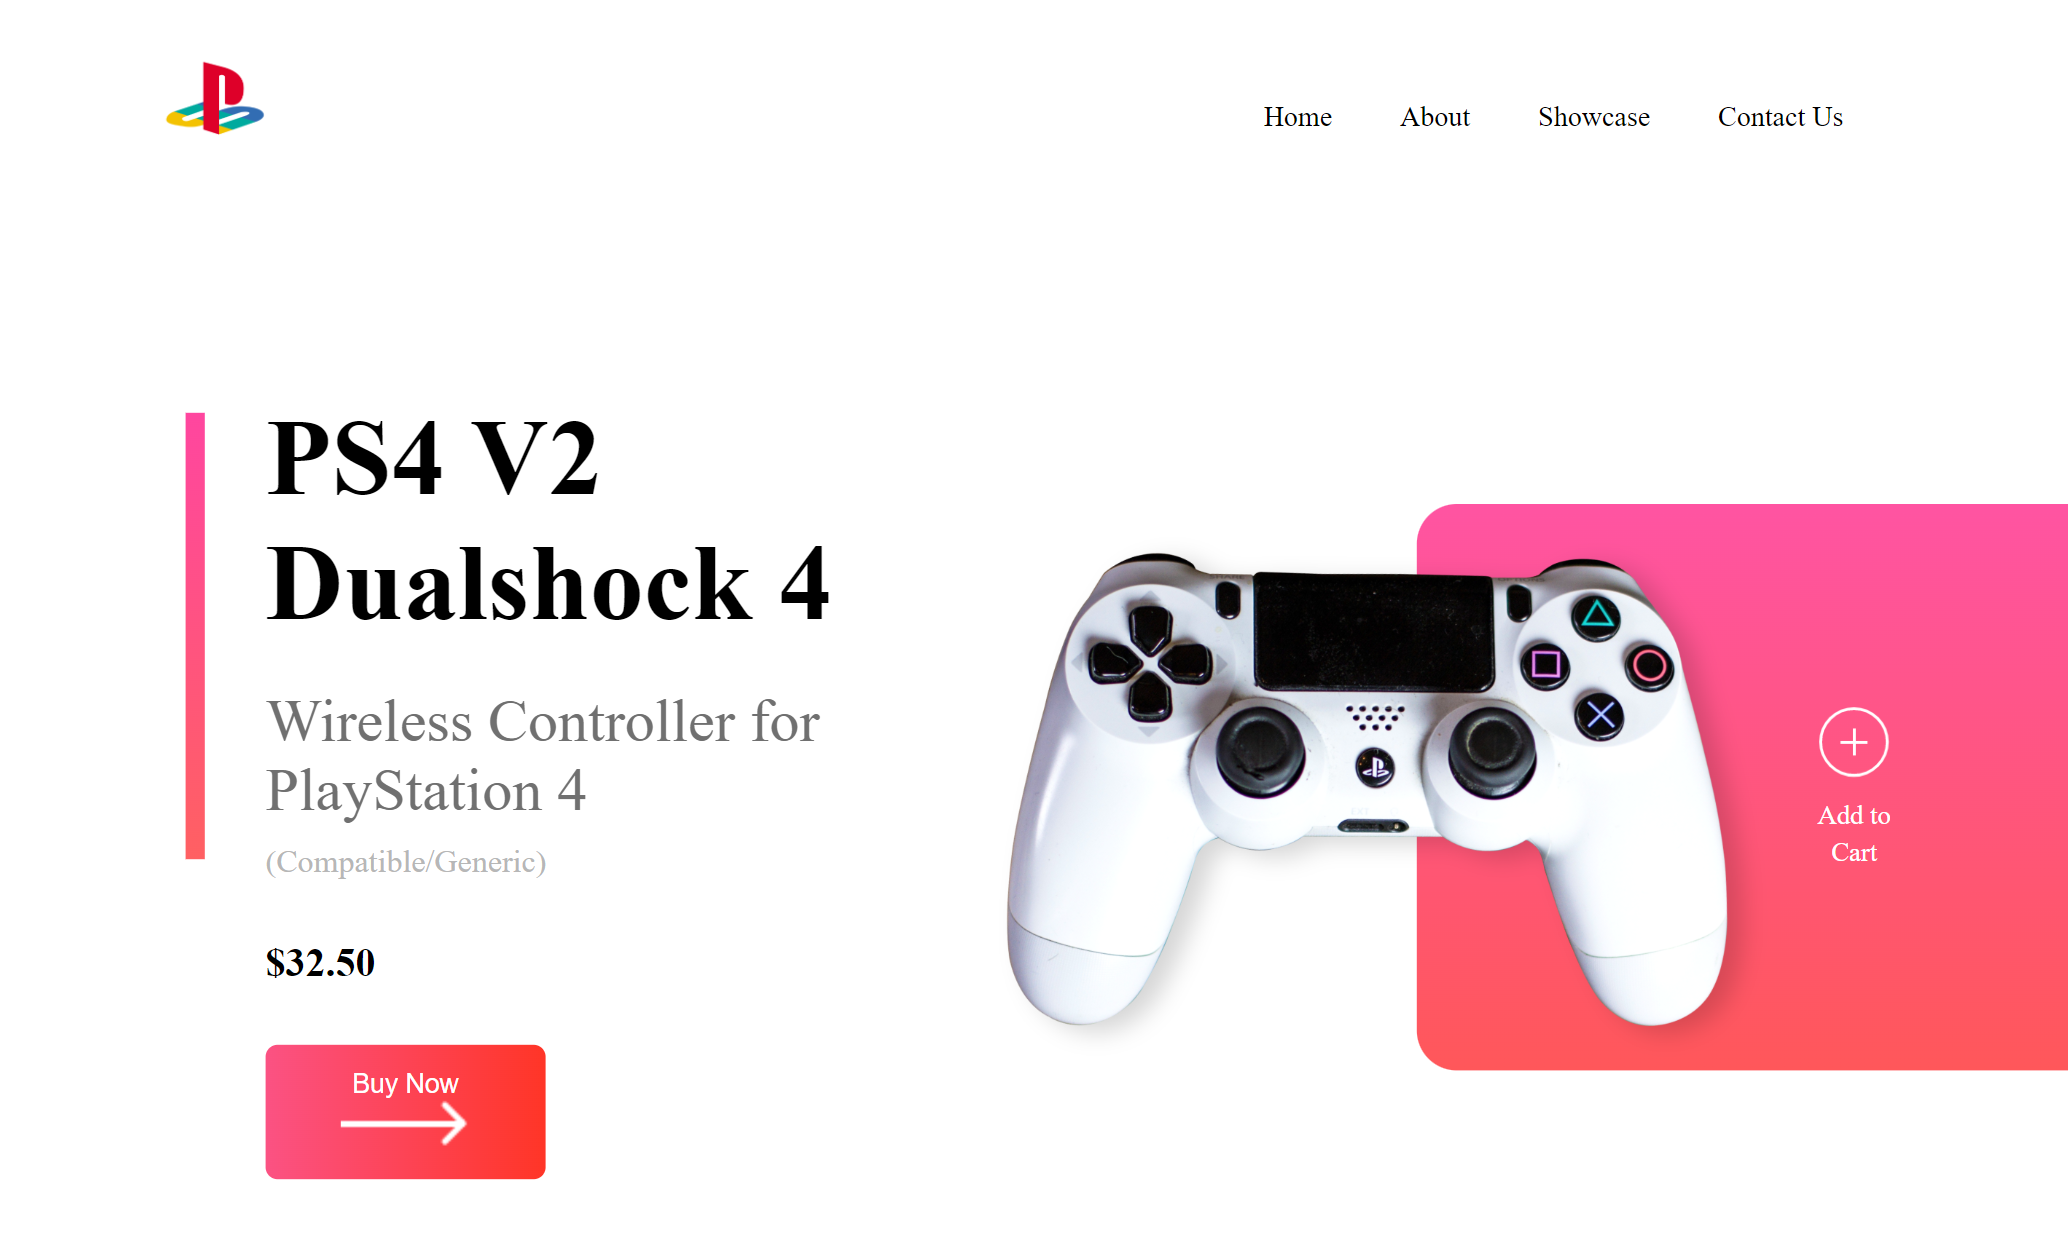 Home About Showcase Contact Us
PS4 V2
Dualshock 4
Wireless Controller for
PlayStation 4
(Compatible/Generic)
$32.50
Buy Now
Add to
Cart